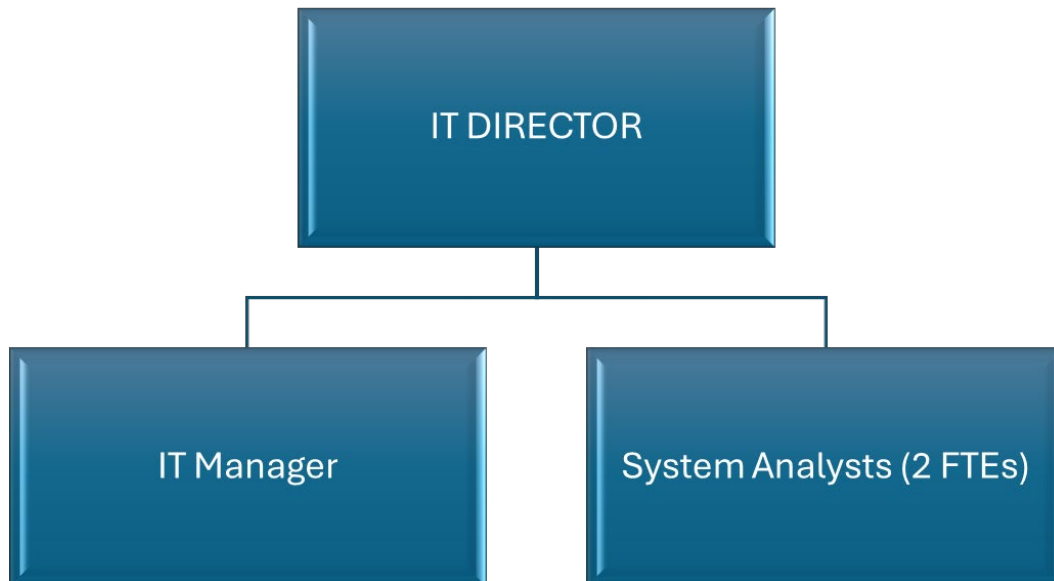 IT DIRECTOR
IT Manager
System Analysts (2 FTEs)